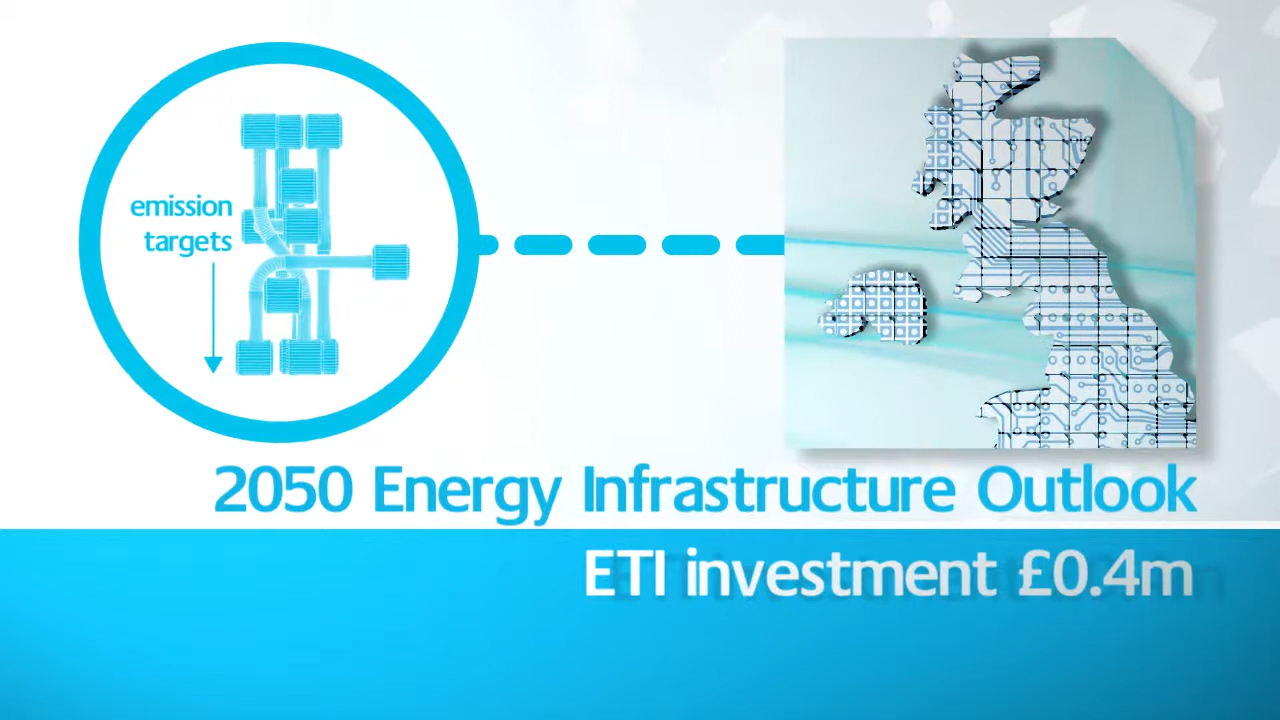 emission
targets
2050 Energy Infrastructure Outlook
ETI investment £0.4m